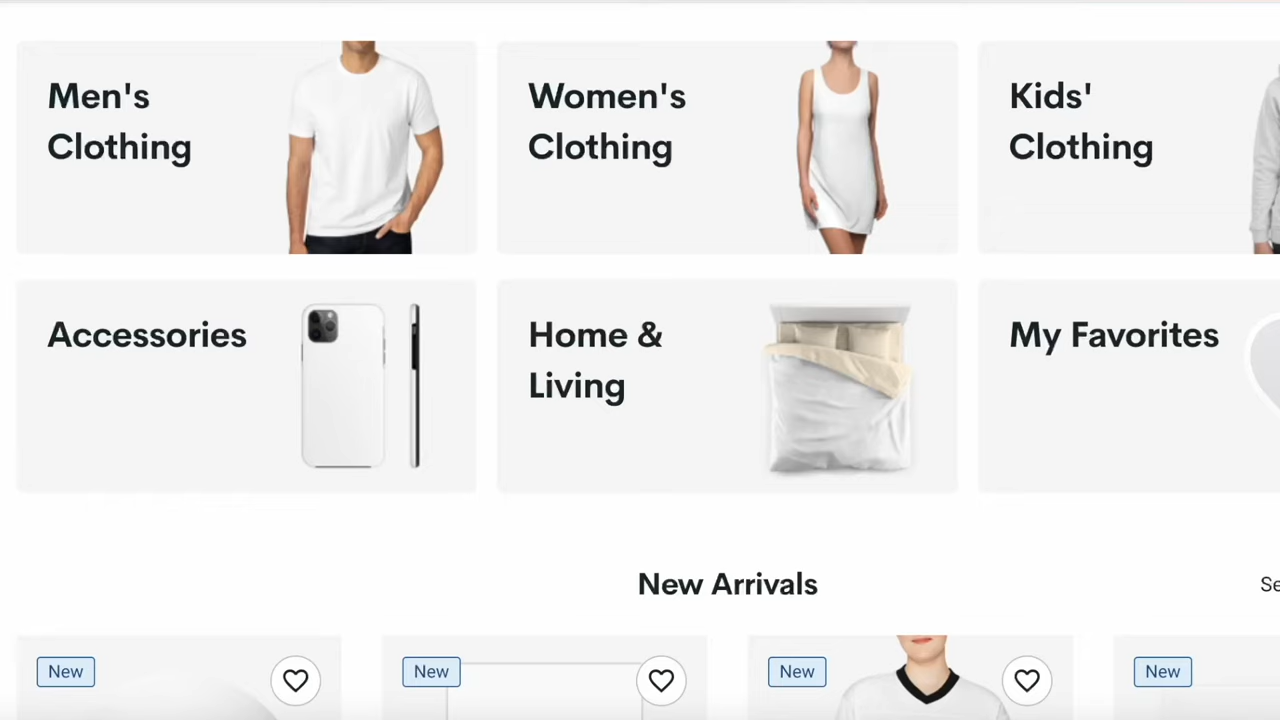 Men's
Clothing
Women's
Clothing
Kids'
Clothing
Accessories
Home &
Living
My Favorites
New Arrivals
New
New
New
New